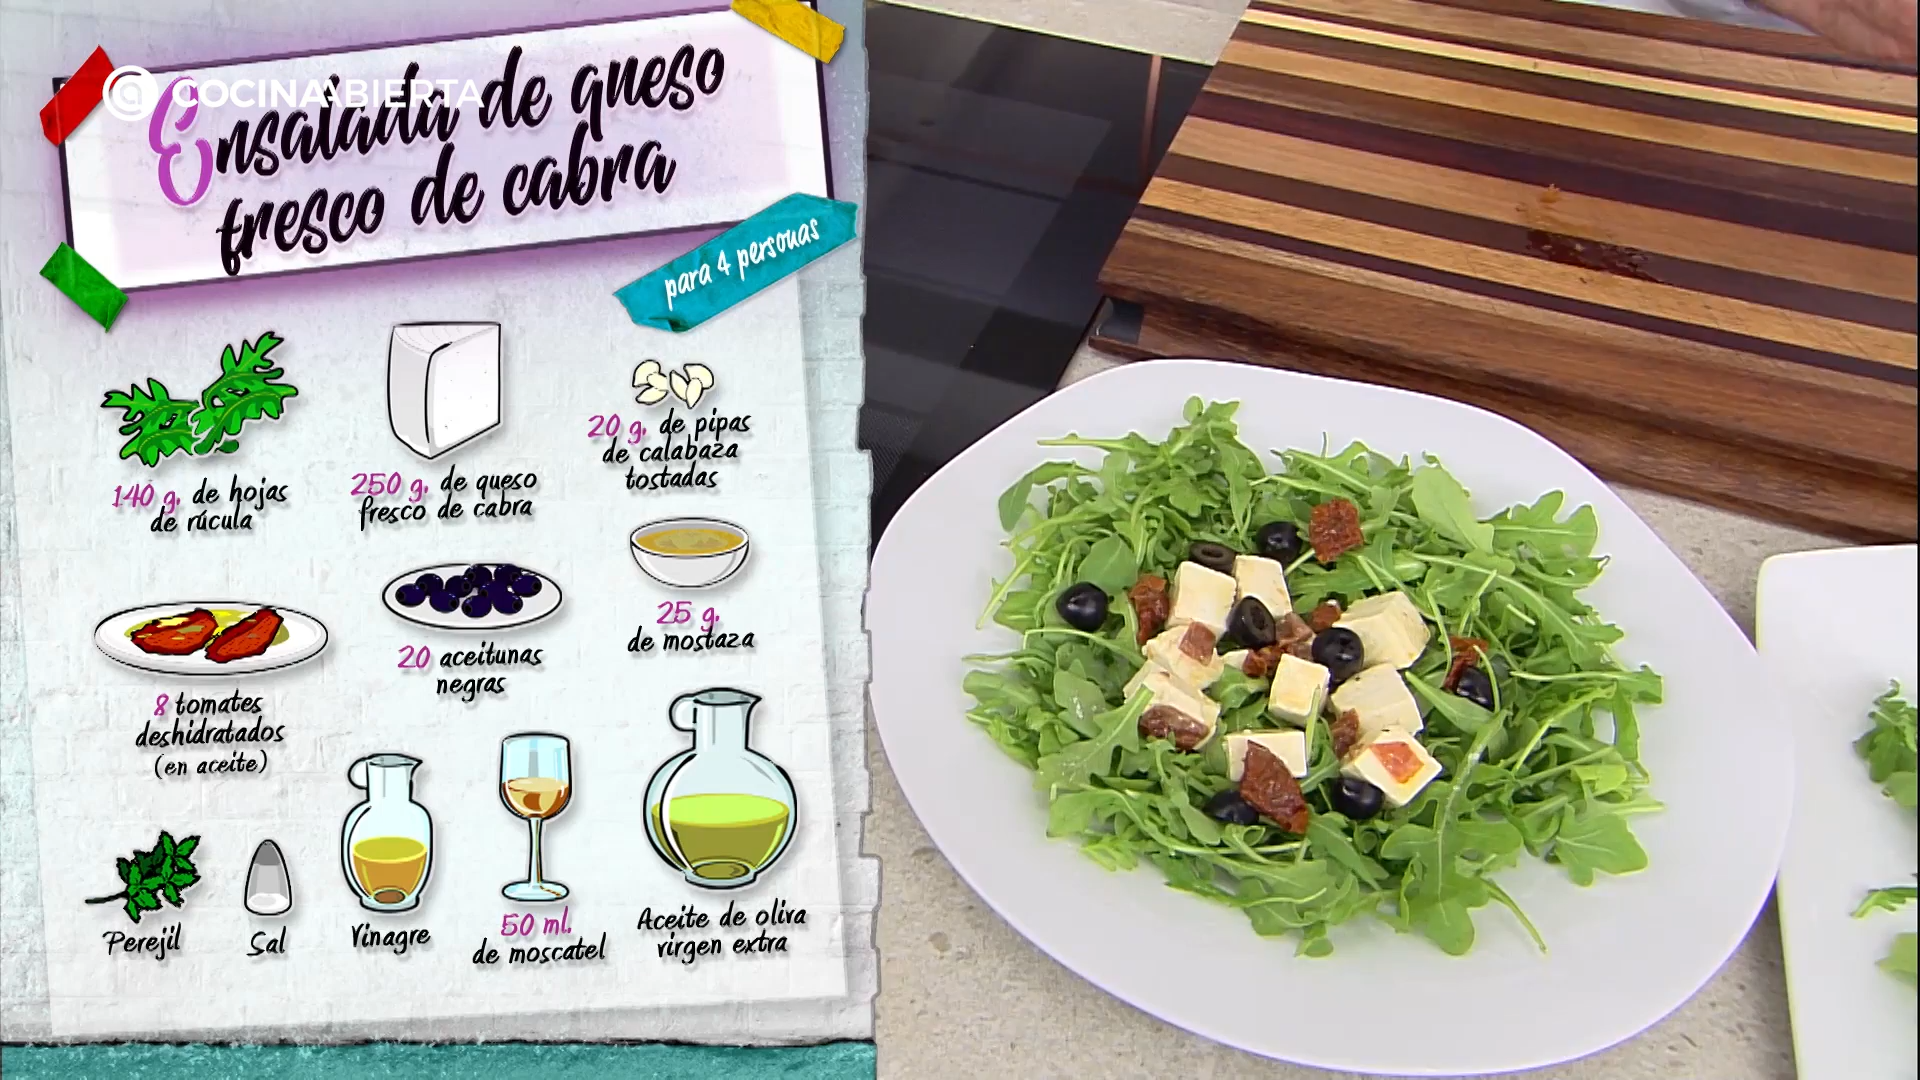 COCINAABIERTA
Ensalada de queso
fresco de cabra
para 4 personas
140 g. de hojas
de rúcula
250 g. de queso
fresco de cabra
20 g. de pipas
de calabaza
tostadas
8 tomates
deshidratados
(en aceite)
20 aceitunas
negras
25 g.
de mostaza
Perejil
Sal
Vinagre
50 ml.
de moscatel
Aceite de oliva
virgen extra